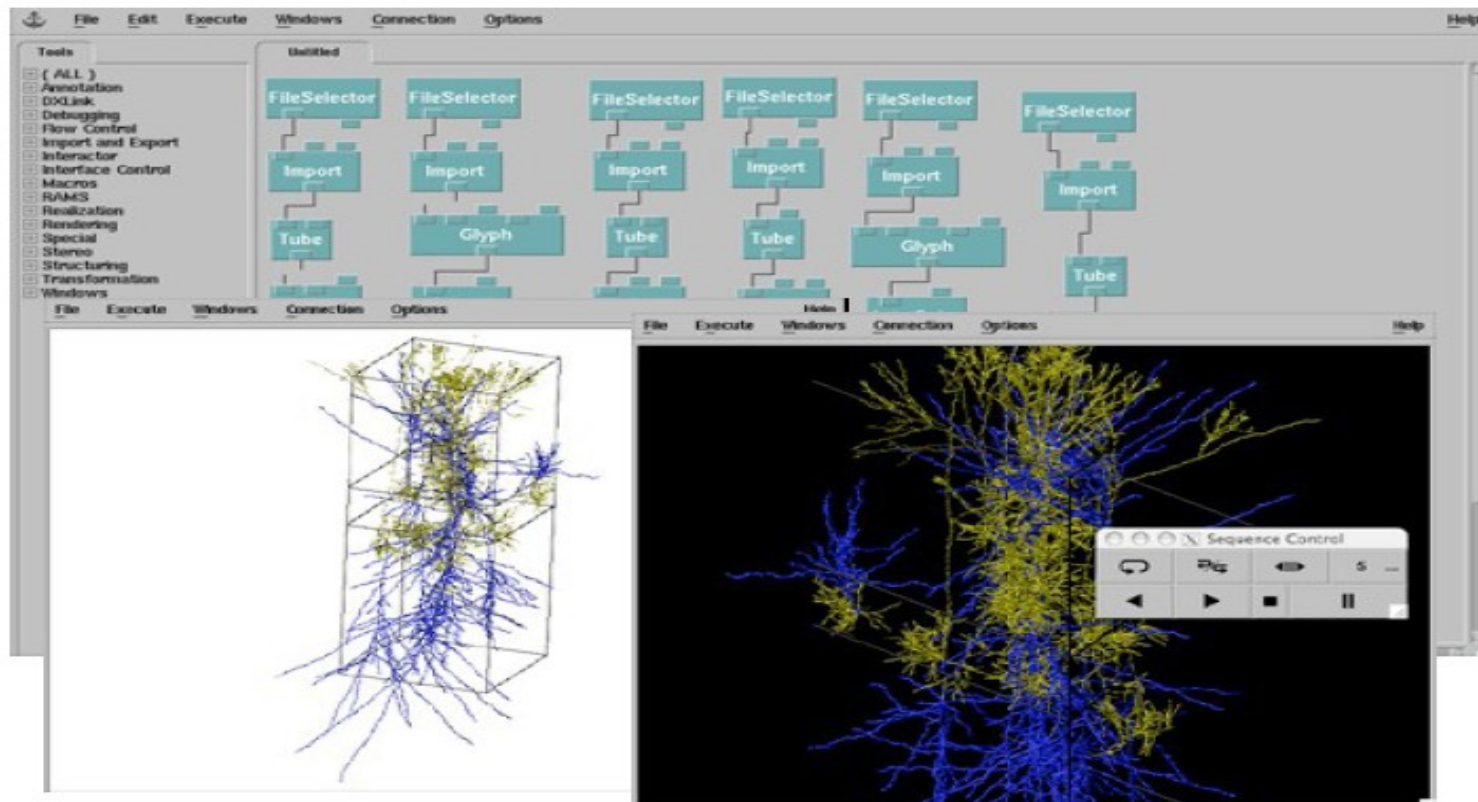 File Edit Execute Windows Connection Options Help
Tools
Untitled
( ALL )
Annotation
DXLink
Debugging
Flow Control
Import and Export
Interactor
Interface Control
Macros
RAMS
Realization
Rendering
Special
Stereo
Structuring
Transformation
Windows
FileSelector FileSelector FileSelector FileSelector FileSelector FileSelector
Import Import Import Import Import Import
Tube Glyph Tube Tube Glyph Tube
File Execute Windows Connection Options Help
File Execute Windows Connection Options Help
Sequence Control
5 ...